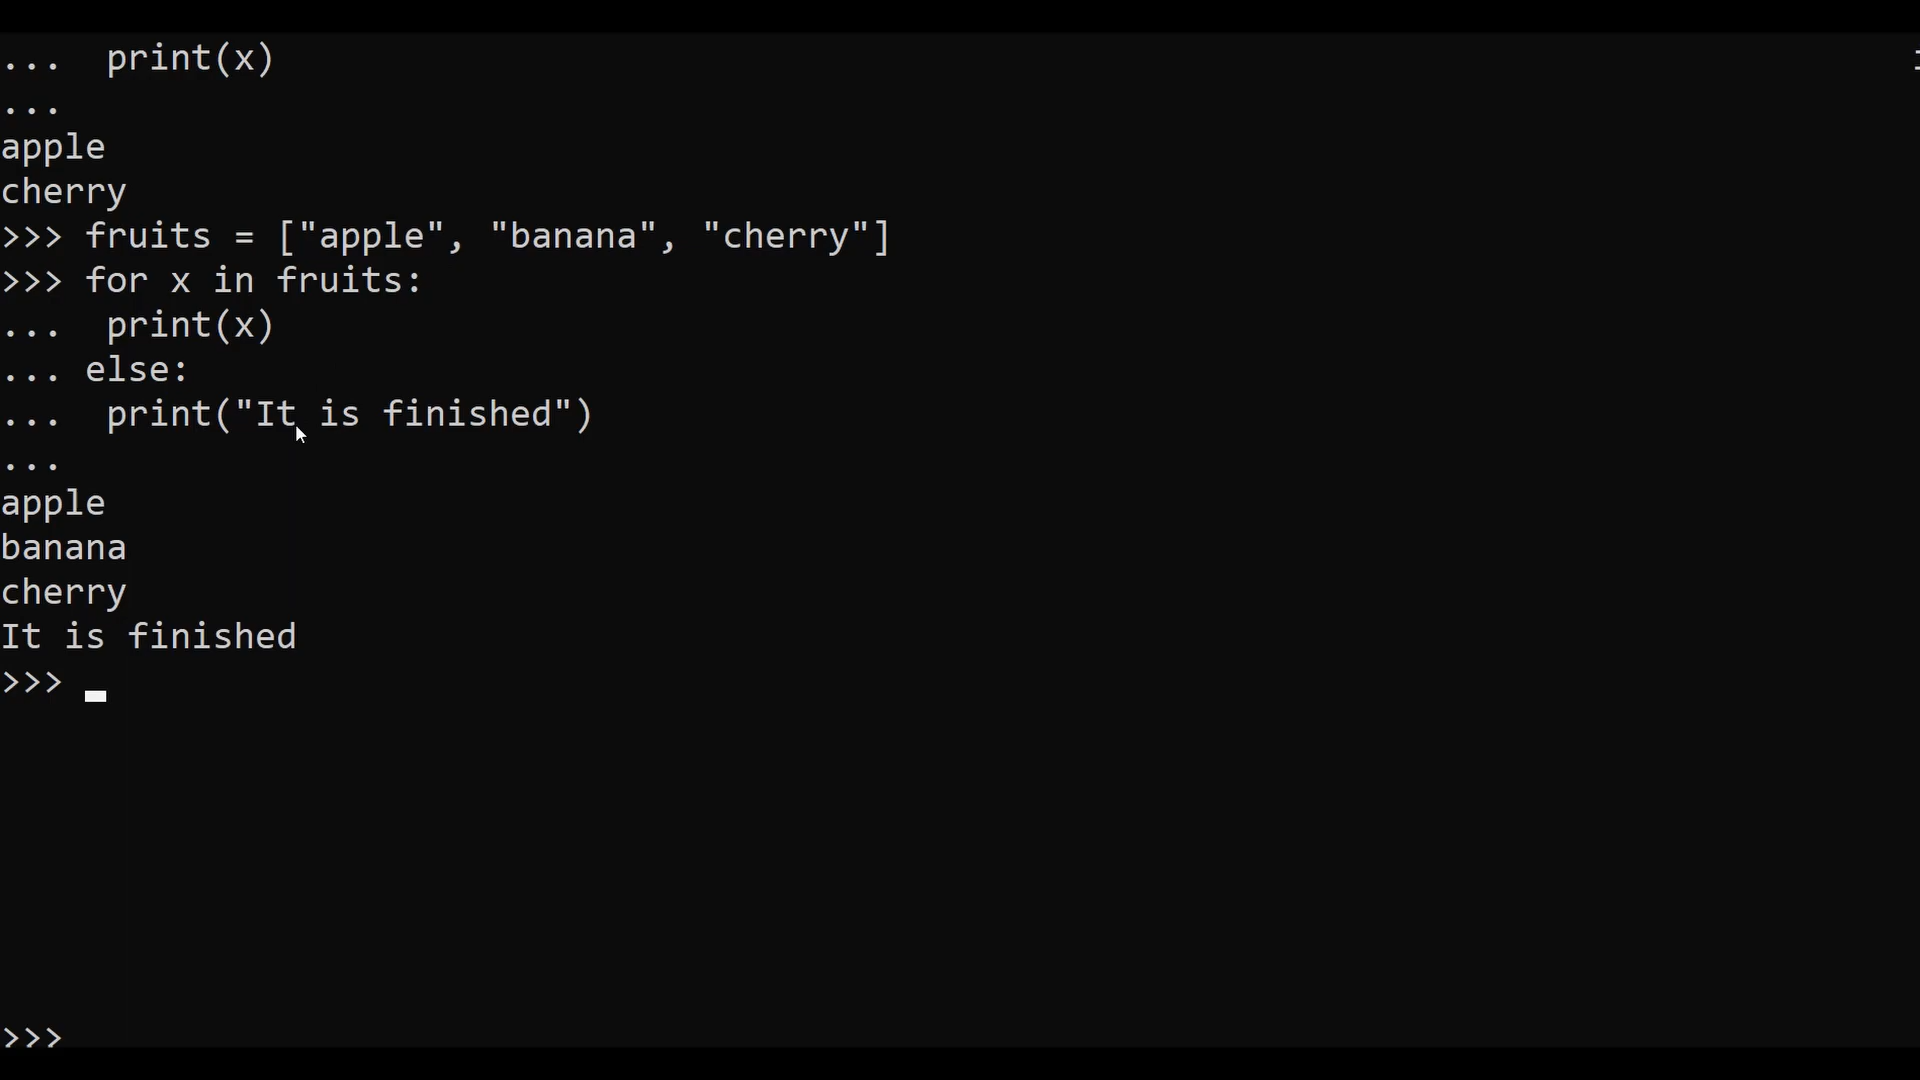 ...  print(x)
...
apple
cherry
>>> fruits = ["apple", "banana", "cherry"]
>>> for x in fruits:
...  print(x)
... else:
...  print("It is finished")
...
apple
banana
cherry
It is finished
>>>
>>>